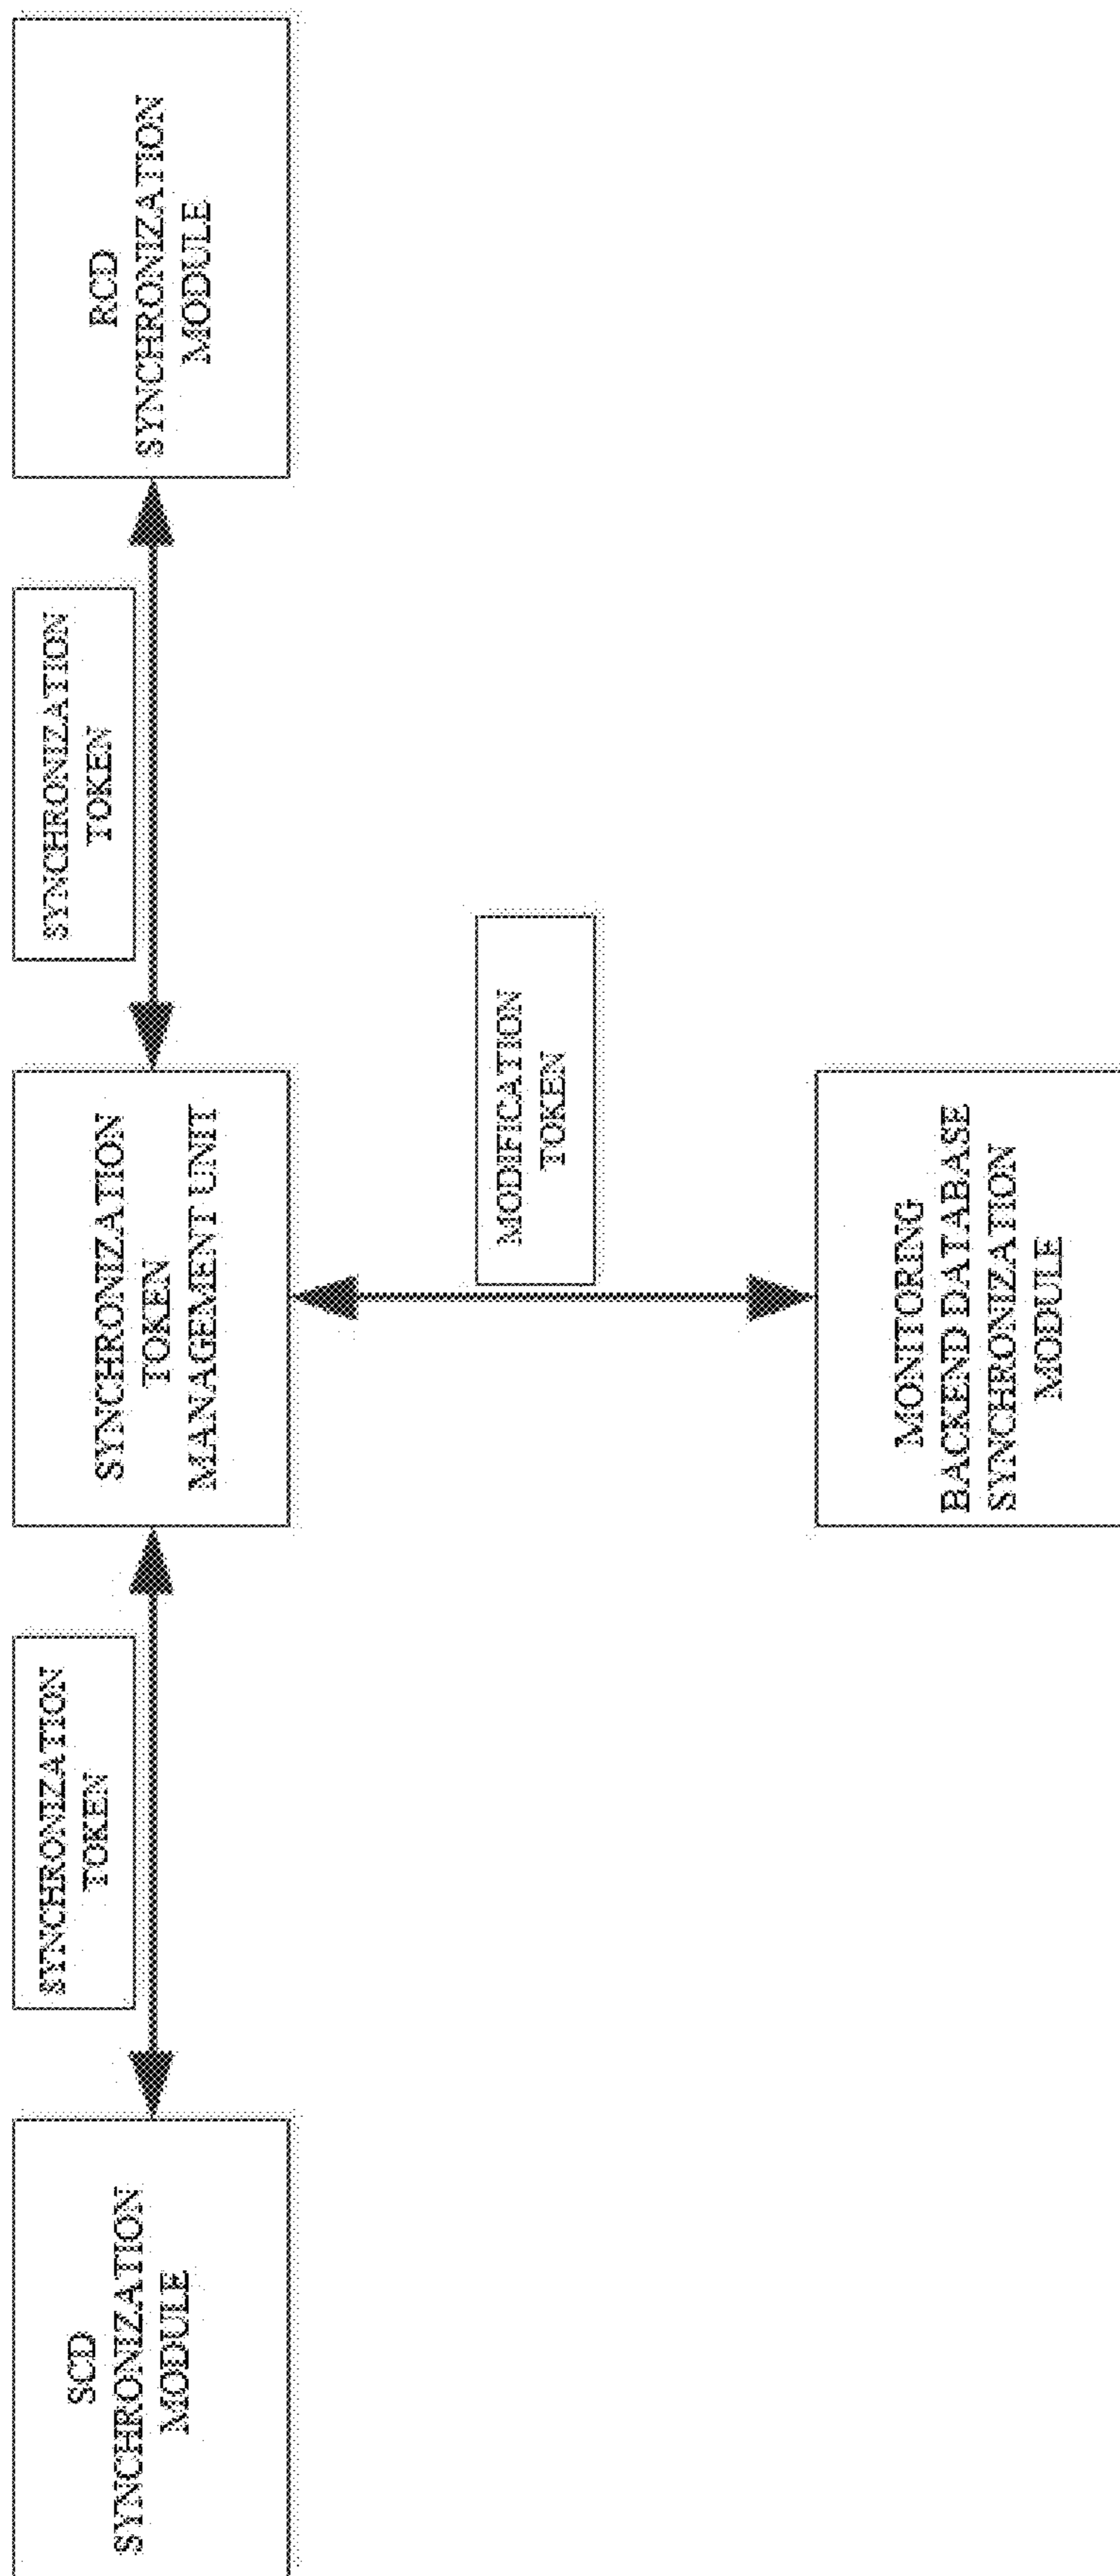 SCD
SYNCHRONIZATION
MODULE
SYNCHRONIZATION
TOKEN
SYNCHRONIZATION
TOKEN
MANAGEMENT UNIT
SYNCHRONIZATION
TOKEN
RCD
SYNCHRONIZATION
MODULE
MODIFICATION
TOKEN
MONITORING
BACKEND DATABASE
SYNCHRONIZATION
MODULE